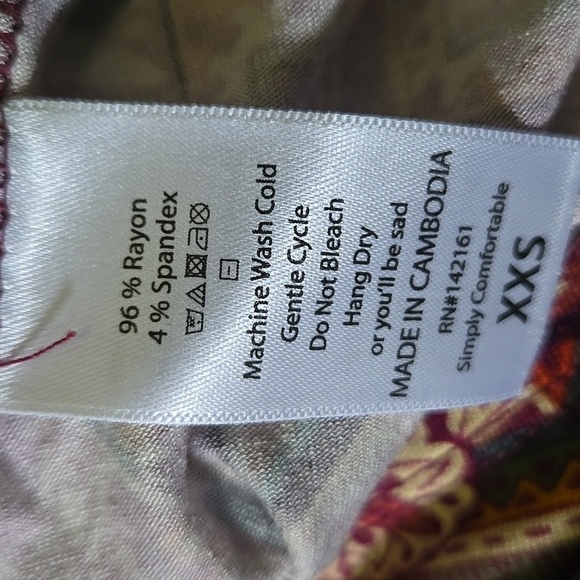 96 % Rayon
4 % Spandex
Machine Wash Cold
Gentle Cycle
Do Not Bleach
Hang Dry
or you'll be sad
MADE IN CAMBODIA
RN#142161
Simply Comfortable
XXS